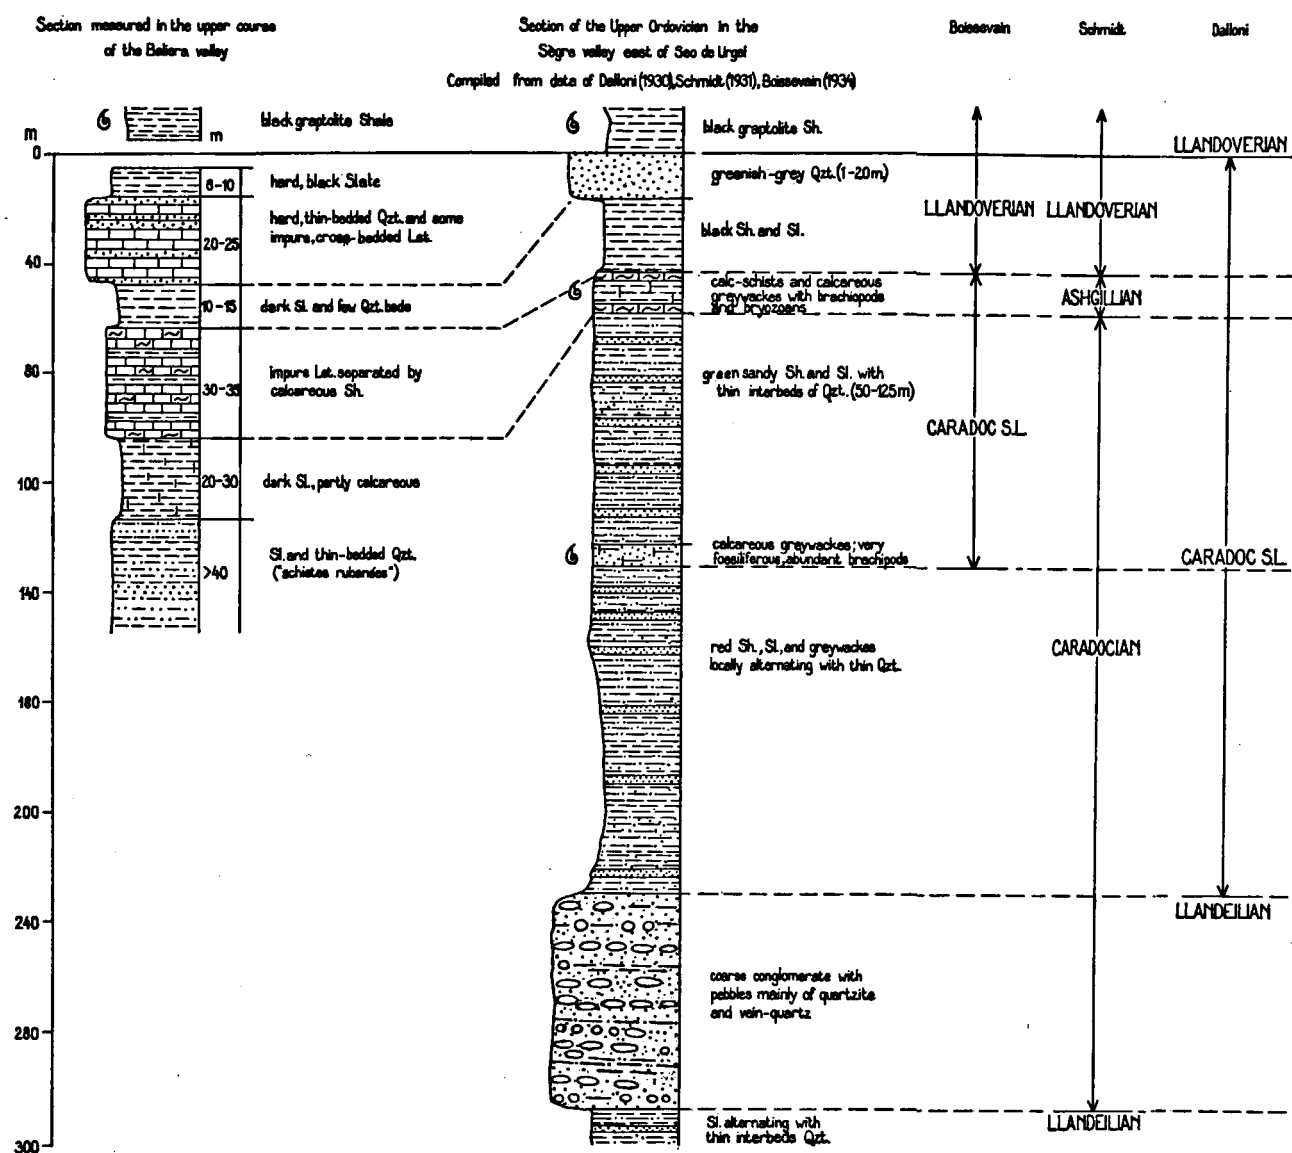 Section measured in the upper course
of the Baliera valley
Section of the Upper Ordovician in the
Sègre valley east of Seo de Urgel
Compiled from data of Dalloni (1930), Schmidt (1931), Boissevain (1934)
Boissevain
Schmidt
Dalloni
m
m
black graptolite Shale
black graptolite Sh.
LLANDOVERIAN
0
6-10
hard, black Slate
greenish-grey Qzt. (1-20m)
20-25
hard, thin-bedded Qzt. and some
impure, cross-bedded Lst.
black Sh. and Sl.
LLANDOVERIAN
LLANDOVERIAN
40
10-15
dark Sl. and few Qzt. beds
calc-schists and calcareous
greywackes with brachiopods
and bryozoans
ASHGILLIAN
80
30-35
impure Lst. separated by
calcareous Sh.
green sandy Sh. and Sl. with
thin interbeds of Qzt. (50-125m)
CARADOC S.L.
100
20-30
dark Sl., partly calcareous
>40
Sl. and thin-bedded Qzt.
("schistes rubanées")
calcareous greywackes; very
fossiliferous, abundant brachipods
CARADOC S.L.
140
red Sh., Sl., and greywackes
locally alternating with thin Qzt.
CARADOCIAN
180
200
240
LLANDEILIAN
coarse conglomerate with
pebbles mainly of quartzite
and vein-quartz
280
Sl. alternating with
thin interbeds Qzt.
LLANDEILIAN
300